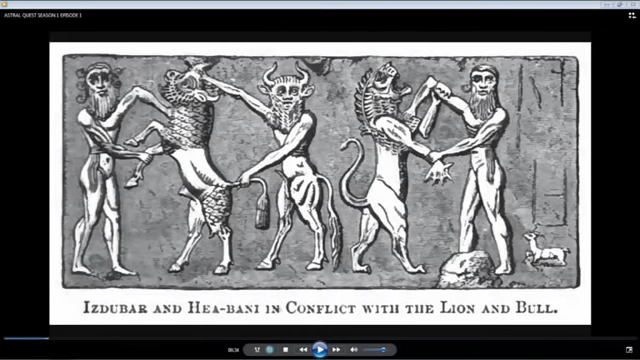 ASTRAL QUEST SEASON 1 EPISODE 1
IZDUBAR AND HEA-BANI IN CONFLICT WITH THE LION AND BULL.